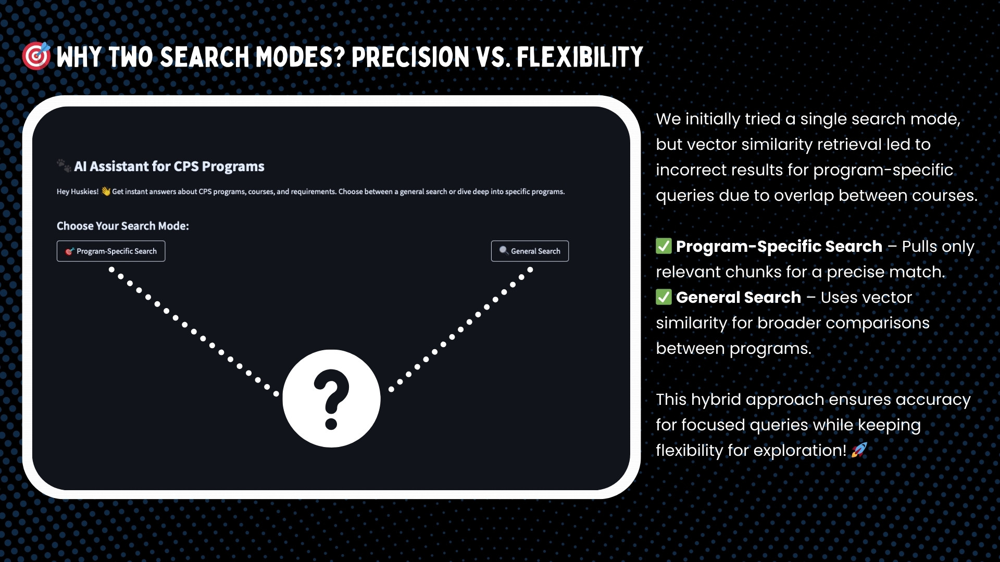 🎯 WHY TWO SEARCH MODES? PRECISION VS. FLEXIBILITY
🐾 AI Assistant for CPS Programs
Hey Huskies! 👋 Get instant answers about CPS programs, courses, and requirements. Choose between a general search or dive deep into specific programs.
Choose Your Search Mode:
🎯 Program-Specific Search
🔍 General Search
?
We initially tried a single search mode,
but vector similarity retrieval led to
incorrect results for program-specific
queries due to overlap between courses.
✅ Program-Specific Search – Pulls only
relevant chunks for a precise match.
✅ General Search – Uses vector
similarity for broader comparisons
between programs.
This hybrid approach ensures accuracy
for focused queries while keeping
flexibility for exploration! 🚀